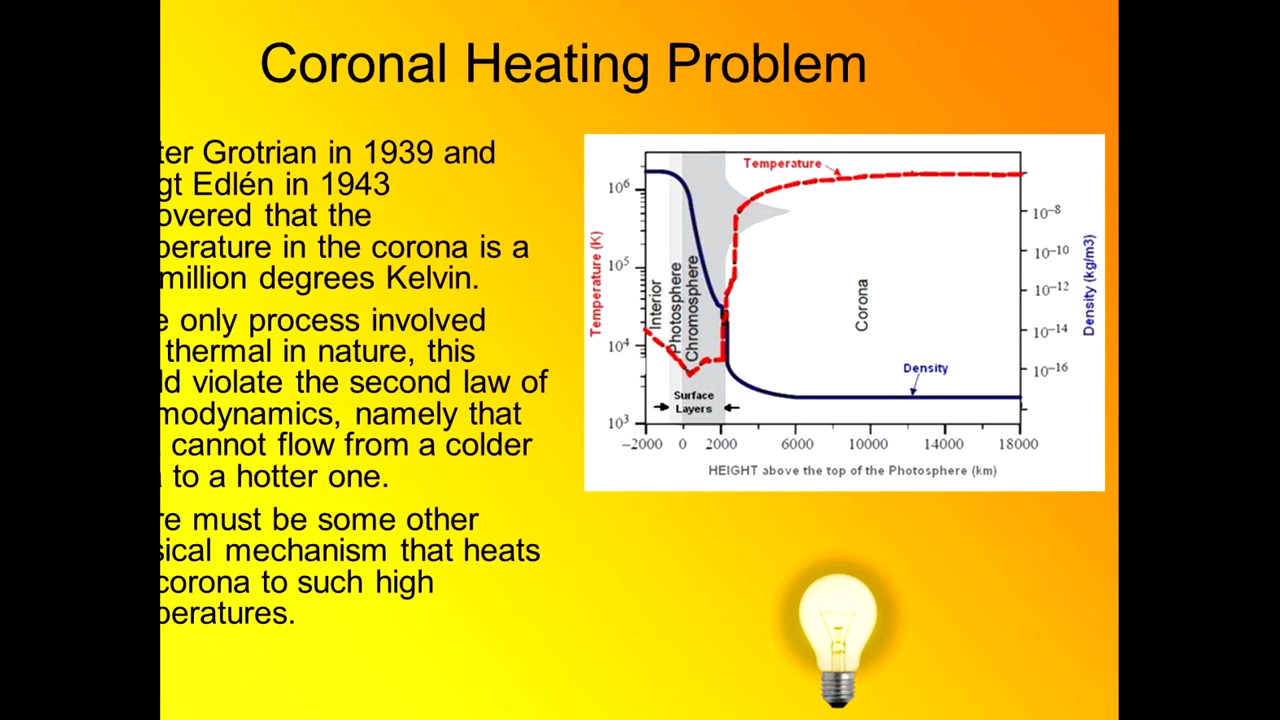 Coronal Heating Problem
ter Grotrian in 1939 and
gt Edlén in 1943
overed that the
perature in the corona is a
million degrees Kelvin.
e only process involved
thermal in nature, this
ld violate the second law of
modynamics, namely that
cannot flow from a colder
to a hotter one.
re must be some other
sical mechanism that heats
corona to such high
peratures.
Temperature
10⁶
10⁵
10⁴
10³
Temperature (K)
Interior
Photosphere
Chromosphere
Corona
Surface
Layers
Density
10⁻⁸
10⁻¹⁰
10⁻¹²
10⁻¹⁴
10⁻¹⁶
Density (kg/m3)
−2000 0 2000 6000 10000 14000 18000
HEIGHT above the top of the Photosphere (km)